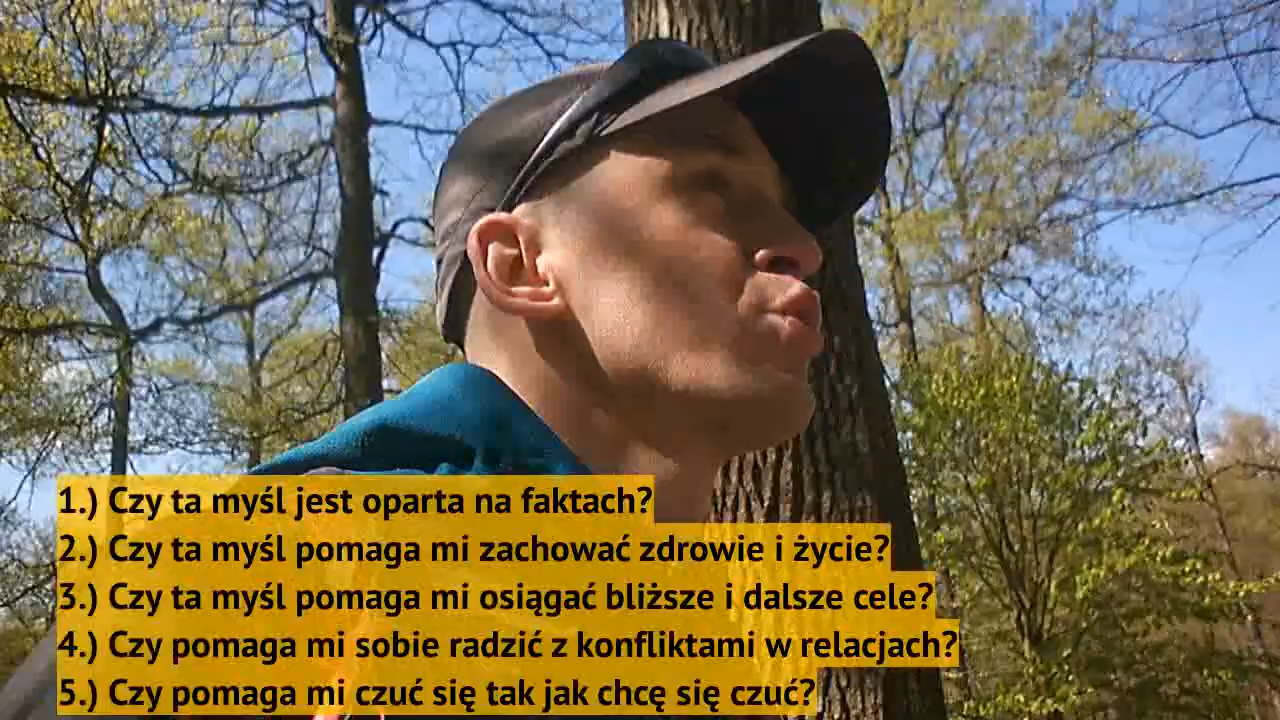 1.) Czy ta myśl jest oparta na faktach?
2.) Czy ta myśl pomaga mi zachować zdrowie i życie?
3.) Czy ta myśl pomaga mi osiągać bliższe i dalsze cele?
4.) Czy pomaga mi sobie radzić z konfliktami w relacjach?
5.) Czy pomaga mi czuć się tak jak chcę się czuć?